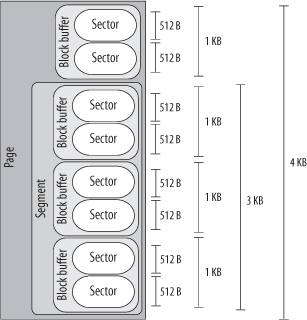 Page
Segment
Block buffer
Sector
512 B
Sector
512 B
1 KB
Block buffer
Sector
512 B
Sector
512 B
1 KB
Block buffer
Sector
512 B
Sector
512 B
1 KB
Block buffer
Sector
512 B
Sector
512 B
1 KB
3 KB
4 KB